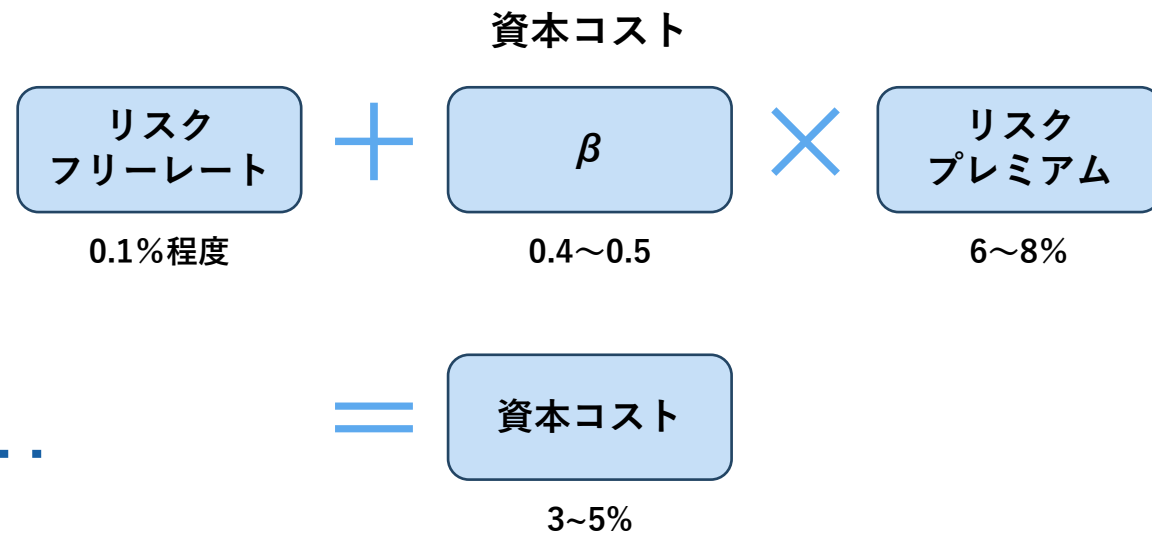 資本コスト
リスク
フリーレート
＋
β
×
リスク
プレミアム
0.1%程度
0.4～0.5
6～8%
＝
資本コスト
3~5%